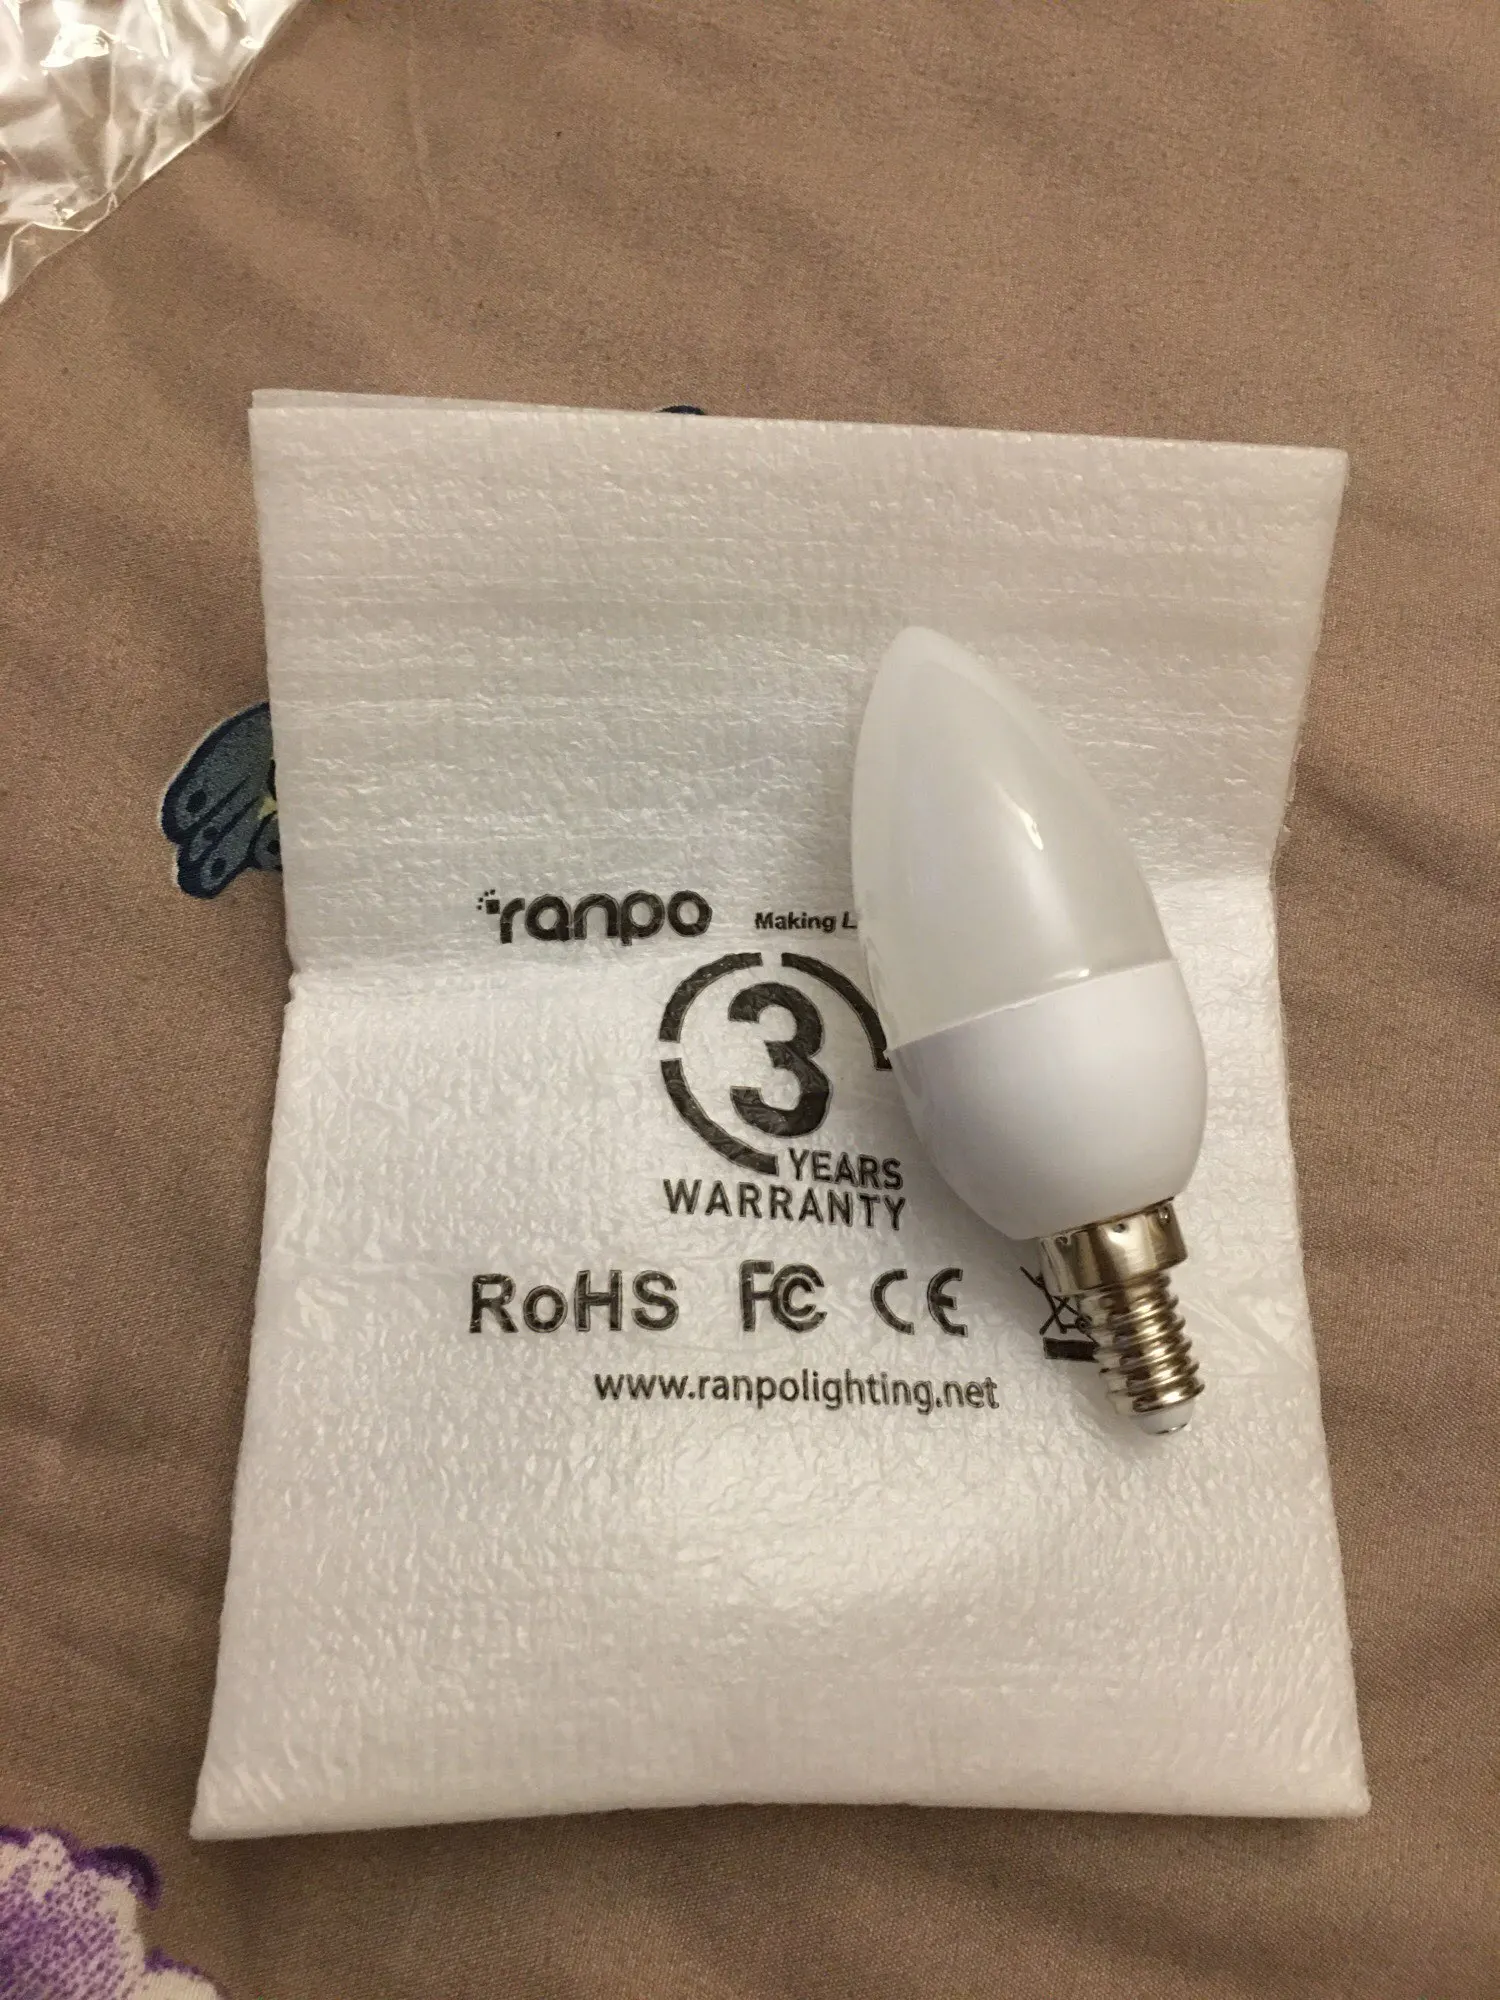 ranpo Making
3
YEARS
WARRANTY
RoHS FC CE
www.ranpolighting.net